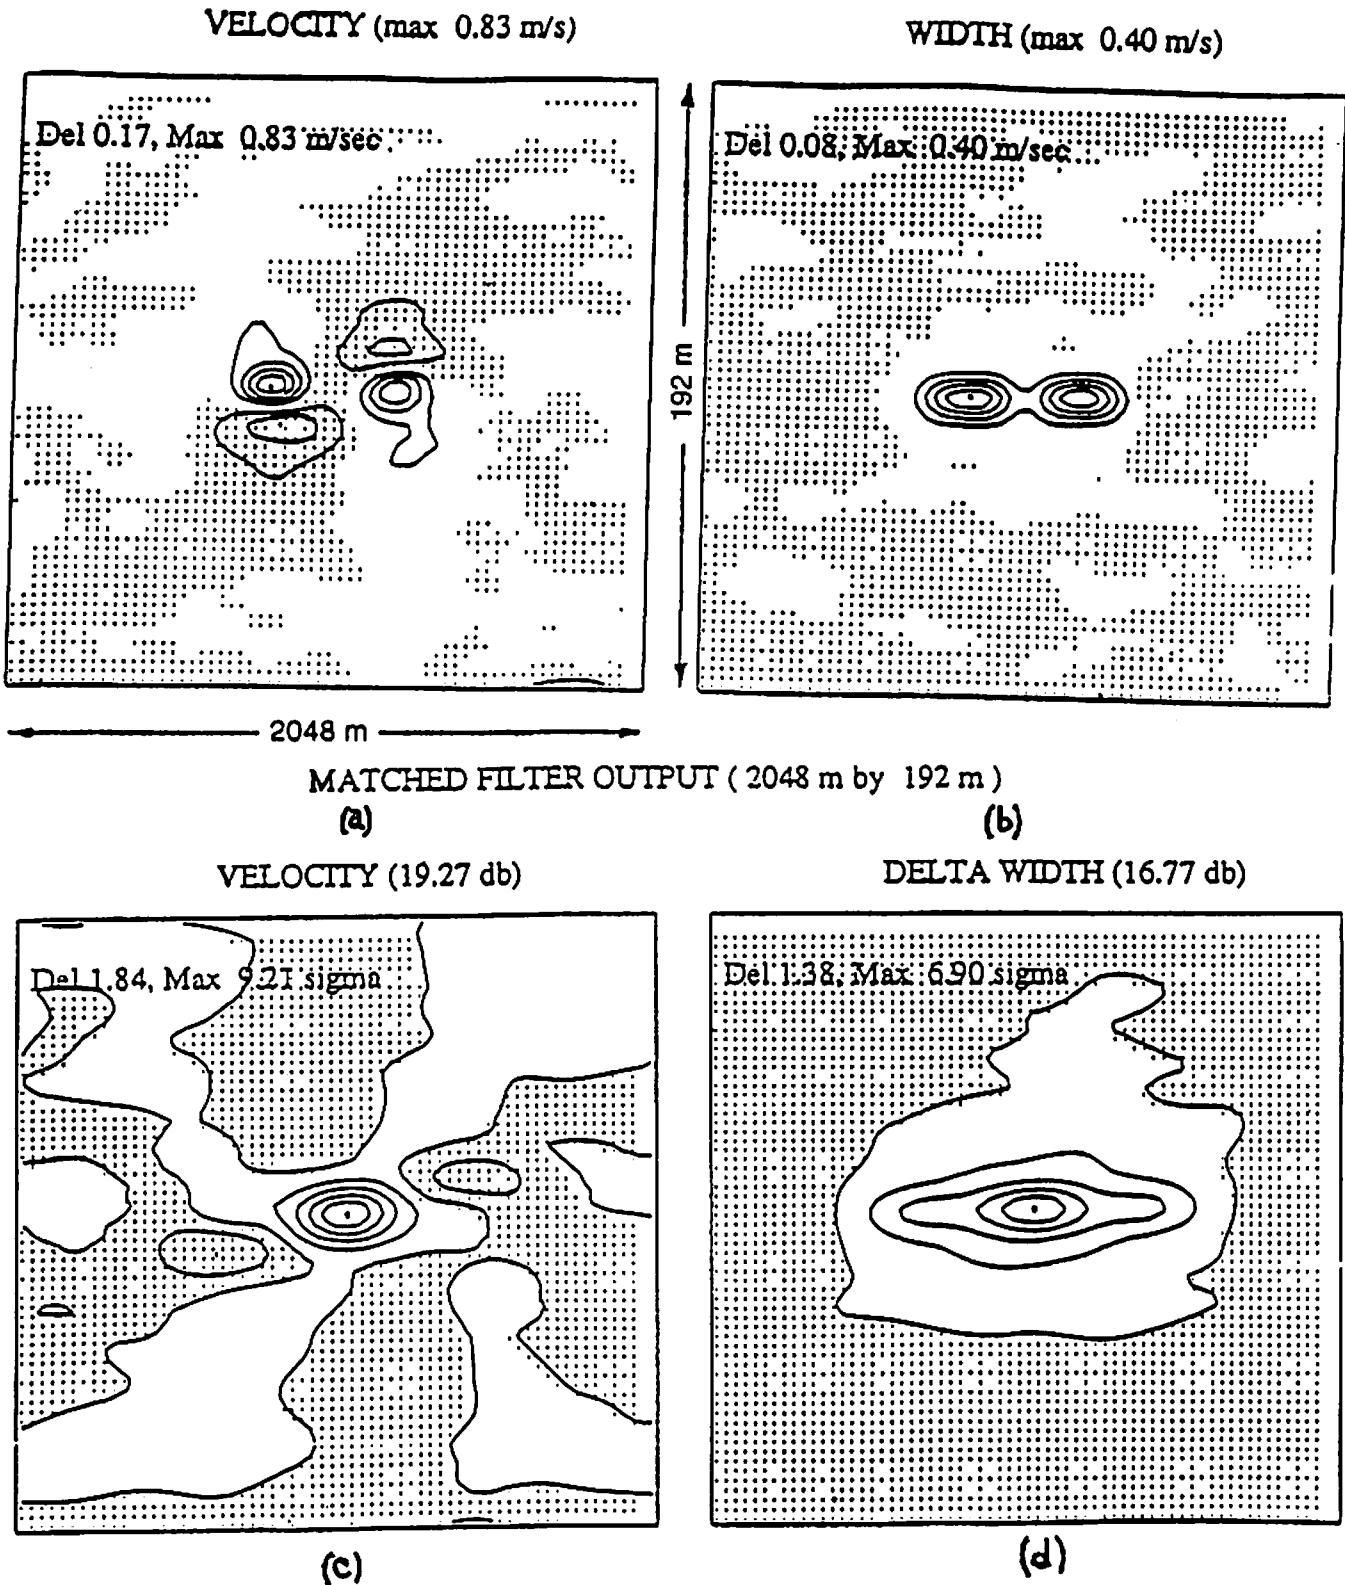 VELOCITY (max 0.83 m/s)
WIDTH (max 0.40 m/s)
Del 0.17, Max 0.83 m/sec
Del 0.08, Max 0.40 m/sec
192 m
2048 m
MATCHED FILTER OUTPUT ( 2048 m by 192 m )
(a)
(b)
VELOCITY (19.27 db)
DELTA WIDTH (16.77 db)
Del 1.84, Max 9.21 sigma
Del 1.38, Max 6.90 sigma
(c)
(d)